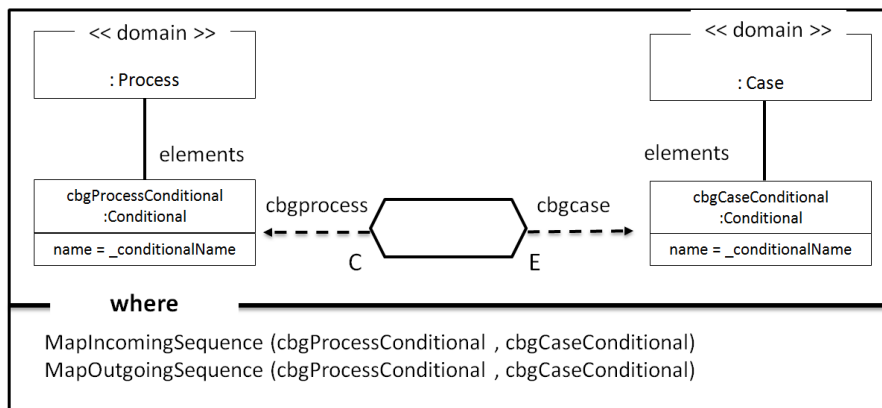 << domain >>
: Process
elements
cbgProcessConditional
:Conditional
name = _conditionalName
cbgprocess
C
cbgcase
E
<< domain >>
: Case
elements
cbgCaseConditional
:Conditional
name = _conditionalName
where
MapIncomingSequence (cbgProcessConditional , cbgCaseConditional)
MapOutgoingSequence (cbgProcessConditional , cbgCaseConditional)